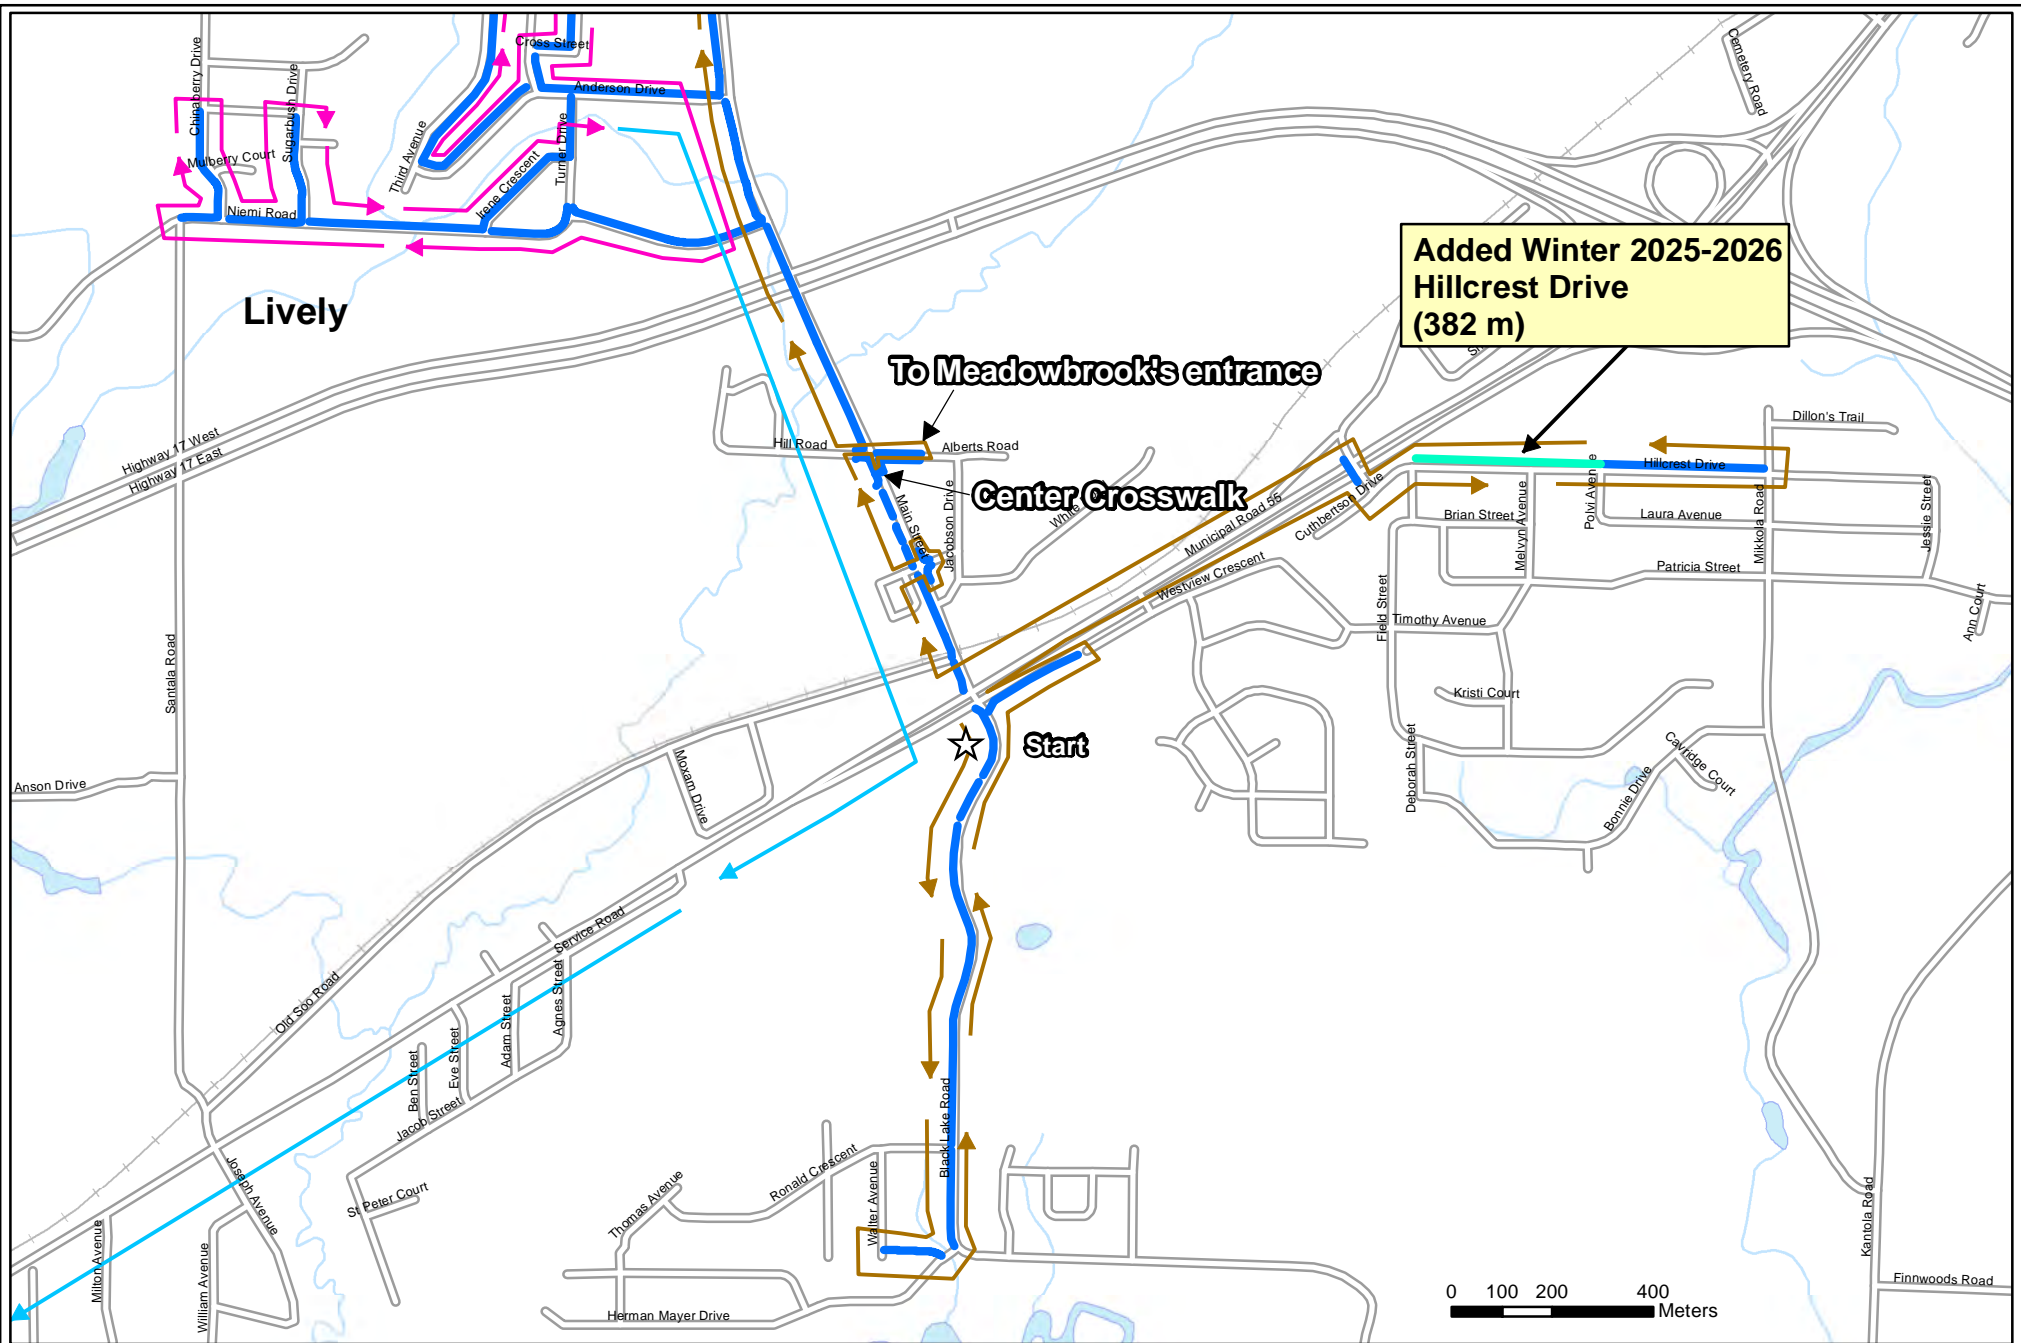 Cross Street
Cemetery Road
Chinaberry Drive
Sugarbush Drive
Anderson Drive
Third Avenue
Turner Drive
Mulberry Court
Irene Crescent
Niemi Road
Added Winter 2025-2026
Hillcrest Drive
(382 m)
Lively
To Meadowbrook's entrance
Highway 17 West
Highway 17 East
Hill Road
Alberts Road
Dillon's Trail
Hillcrest Drive
Center Crosswalk
Main Street
Jacobson Drive
White
Municipal Road 55
Cuthbertson Drive
Brian Street
Melvyn Avenue
Polvi Avenue
Laura Avenue
Mikkola Road
Jessie Street
Westview Crescent
Patricia Street
Field Street
Timothy Avenue
Ann Court
Santala Road
Kristi Court
Start
Moxam Drive
Anson Drive
Deborah Street
Bonnie Drive
Cavridge Court
Service Road
Old Soo Road
Agnes Street
Adam Street
Eve Street
Ben Street
Jacob Street
Black Lake Road
Joseph Avenue
St Peter Court
Thomas Avenue
Ronald Crescent
Walter Avenue
Kantola Road
Milton Avenue
William Avenue
Herman Mayer Drive
Finnwoods Road
0 100 200 400
Meters